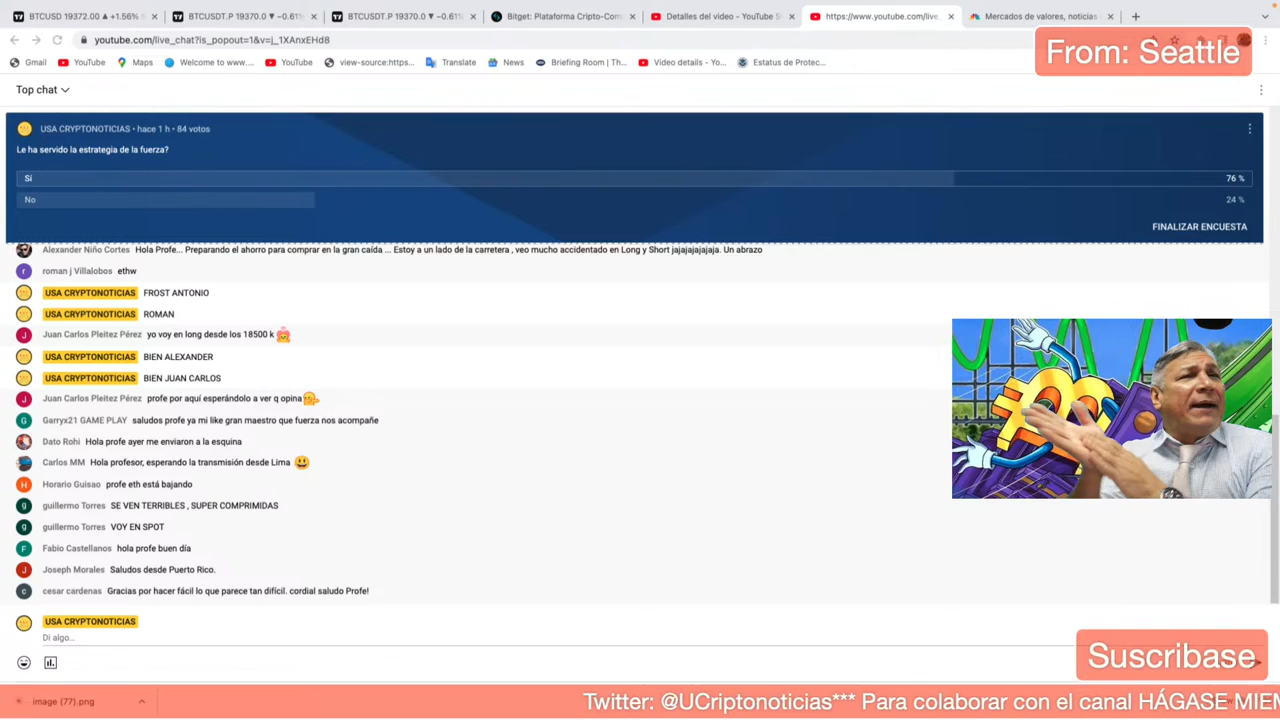 BTCUSD 19372.00 ▲ +1.56% S
BTCUSDT.P 19370.0 ▼ −0.61
BTCUSDT.P 19370.0 ▼ −0.61
Bitget: Plataforma Cripto-Com
Detalles del video - YouTube S
https://www.youtube.com/live_
Mercados de valores, noticias
youtube.com/live_chat?is_popout=1&v=j_1XAnxEHd8
From: Seattle
Gmail
YouTube
Maps
Welcome to www....
YouTube
view-source:https...
Translate
News
Briefing Room | Th...
Video details - Yo...
Estatus de Protec...
Top chat
USA CRYPTONOTICIAS • hace 1 h • 84 votos
Le ha servido la estrategia de la fuerza?
Sí 76 %
No 24 %
FINALIZAR ENCUESTA
Alexander Niño Cortes Hola Profe... Preparando el ahorro para comprar en la gran caída ... Estoy a un lado de la carretera , veo mucho accidentado en Long y Short jajajajajaja. Un abrazo
roman j Villalobos ethw
USA CRYPTONOTICIAS FROST ANTONIO
USA CRYPTONOTICIAS ROMAN
Juan Carlos Pleitez Pérez yo voy en long desde los 18500 k
USA CRYPTONOTICIAS BIEN ALEXANDER
USA CRYPTONOTICIAS BIEN JUAN CARLOS
Juan Carlos Pleitez Pérez profe por aquí esperándolo a ver q opina
Garryx21 GAME PLAY saludos profe ya mi like gran maestro que fuerza nos acompañe
Dato Rohi Hola profe ayer me enviaron a la esquina
Carlos MM Hola profesor, esperando la transmisión desde Lima
Horario Guisao profe eth está bajando
guillermo Torres SE VEN TERRIBLES , SUPER COMPRIMIDAS
guillermo Torres VOY EN SPOT
Fabio Castellanos hola profe buen día
Joseph Morales Saludos desde Puerto Rico.
cesar cardenas Gracias por hacer fácil lo que parece tan difícil. cordial saludo Profe!
USA CRYPTONOTICIAS
Di algo...
Suscribase
image (77).png
Twitter: @UCriptonoticias*** Para colaborar con el canal HÁGASE MIEM